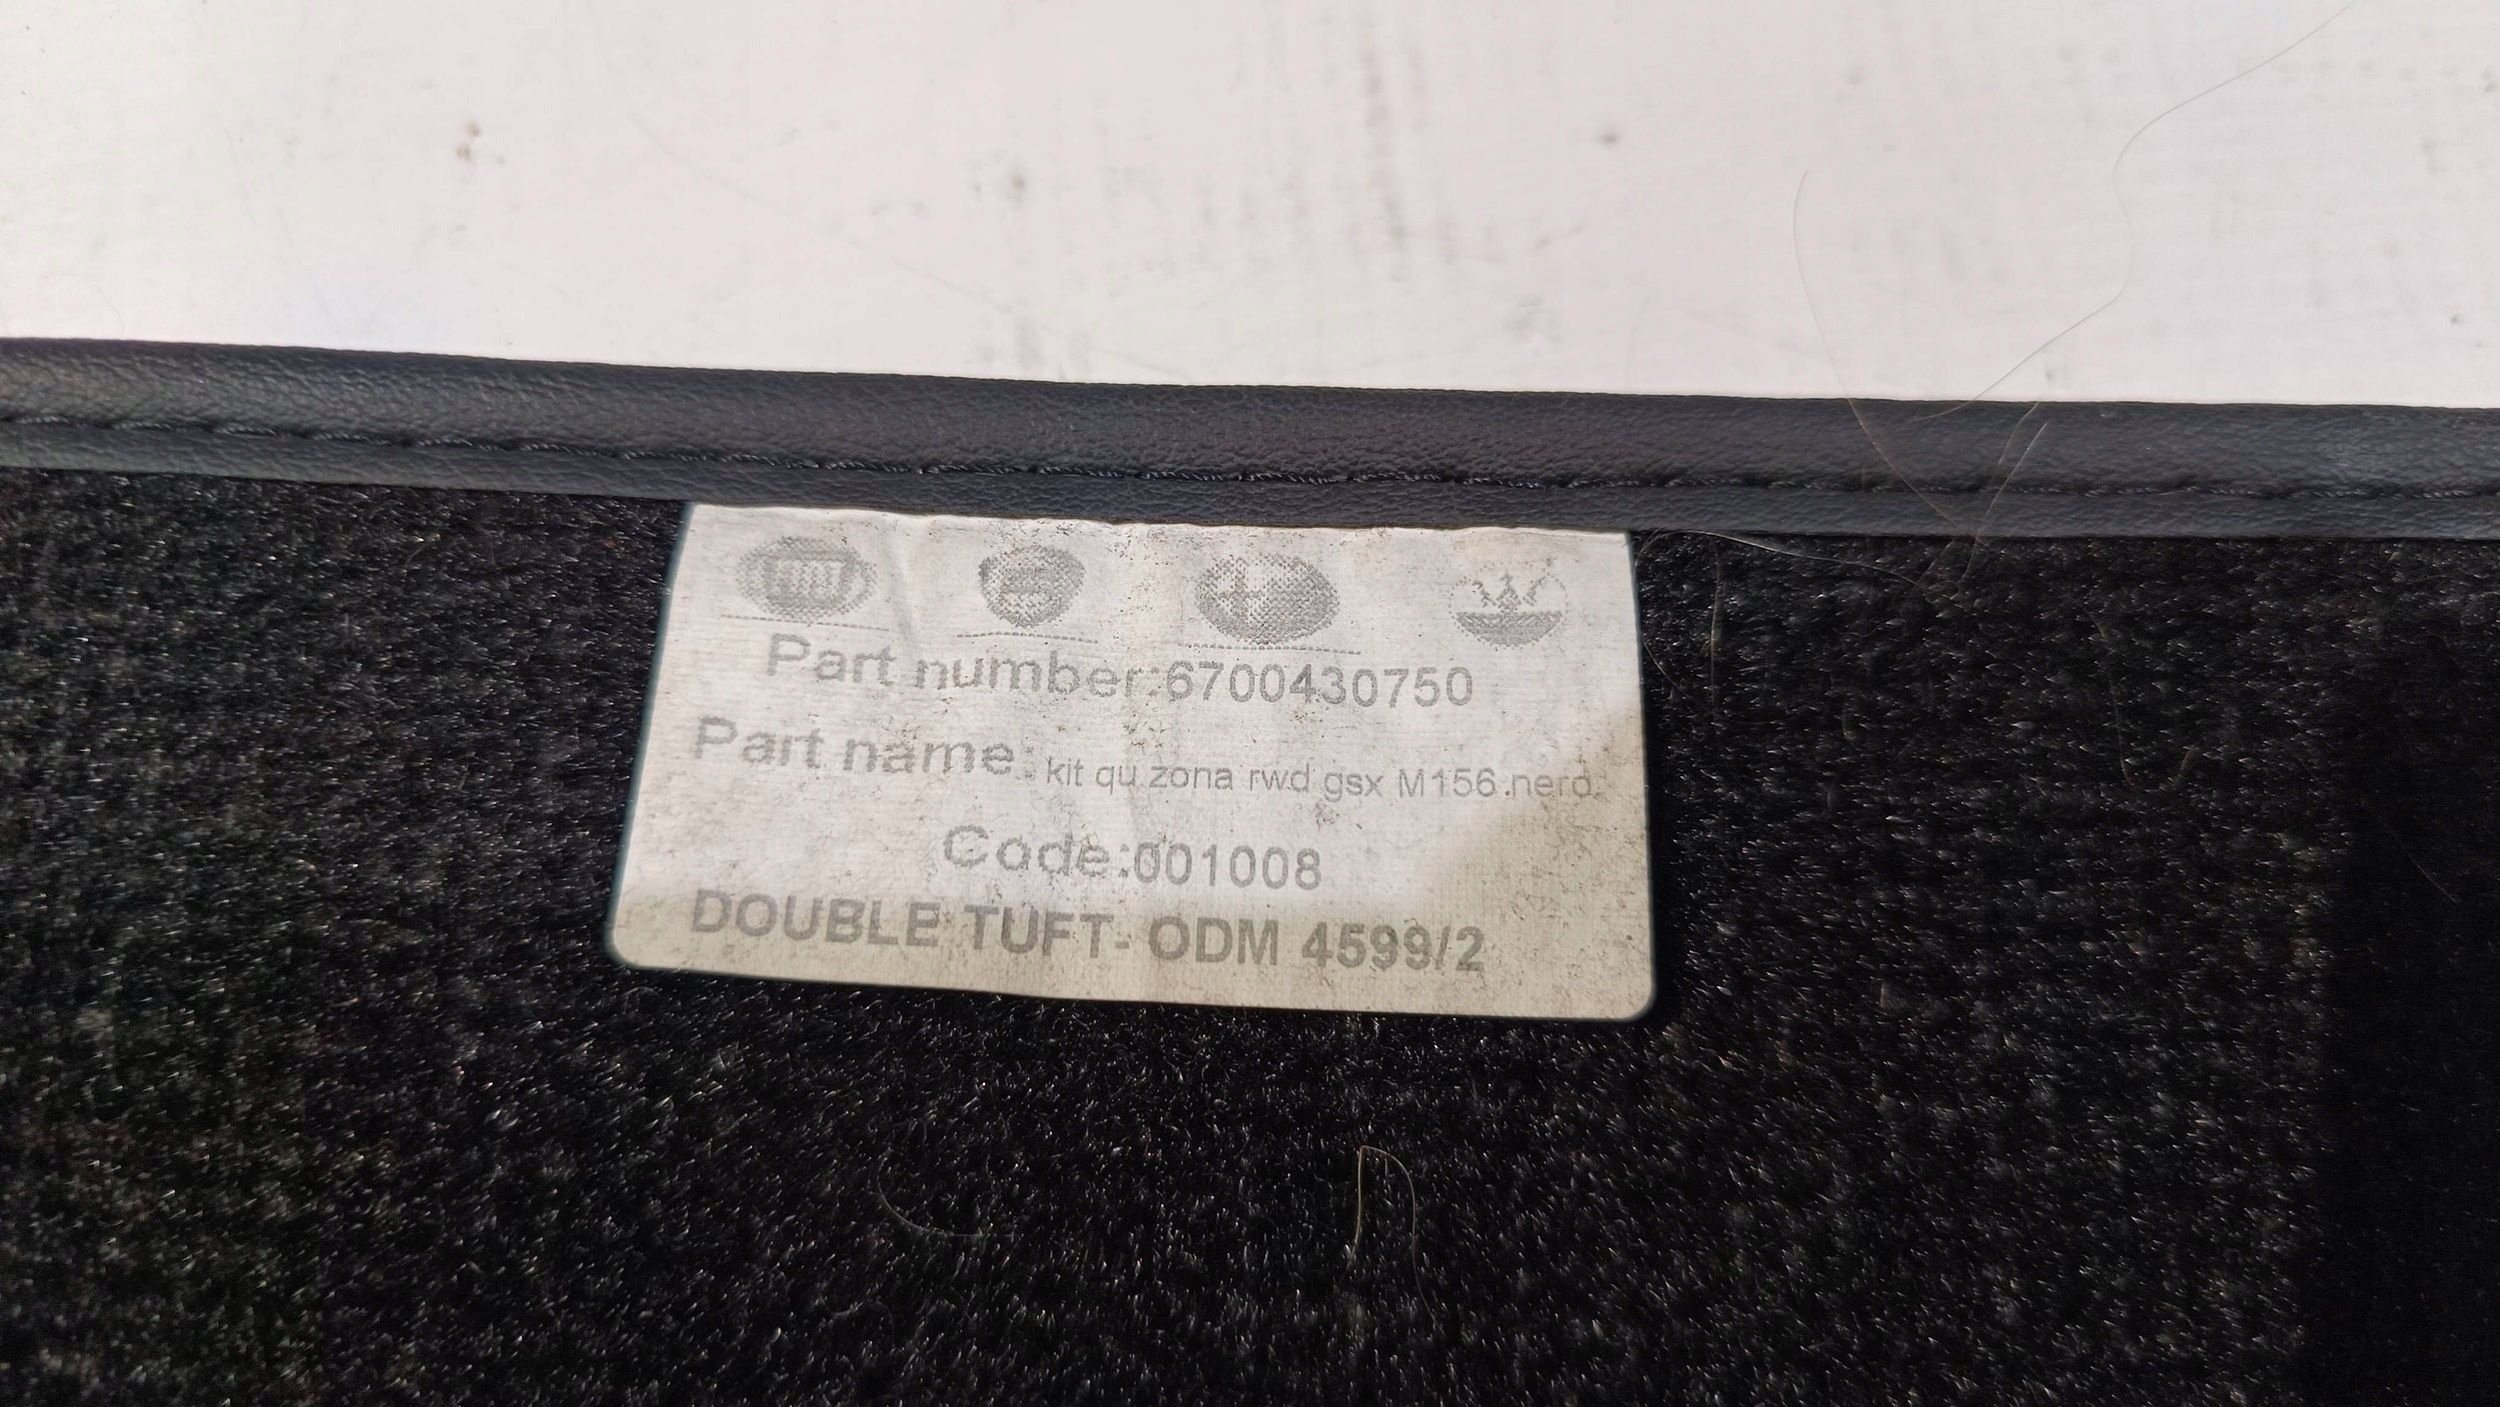 Part number:6700430750
Part name: kit qu zona rwd gsx M156.nero.
Code:001008
DOUBLE TUFT- ODM 4599/2